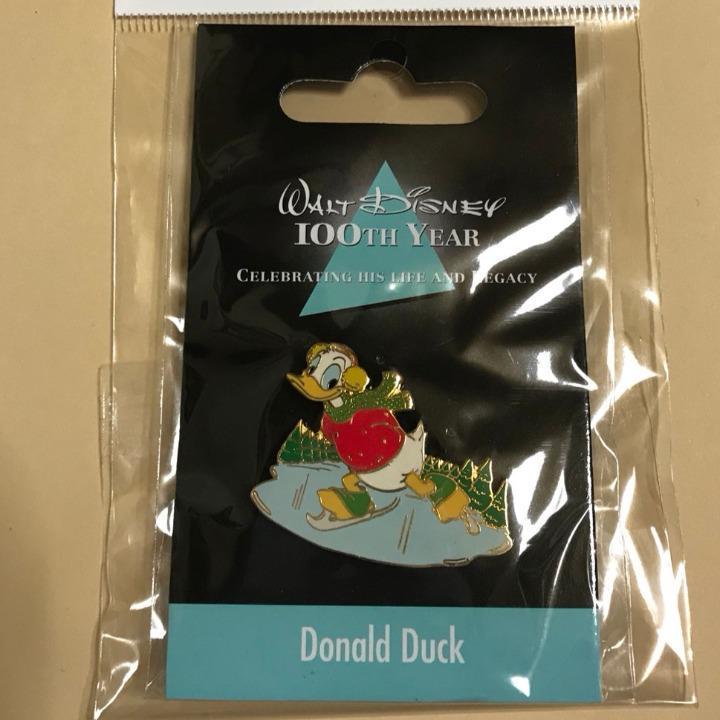 Walt Disney
100th Year
Celebrating his life and Legacy
Donald Duck